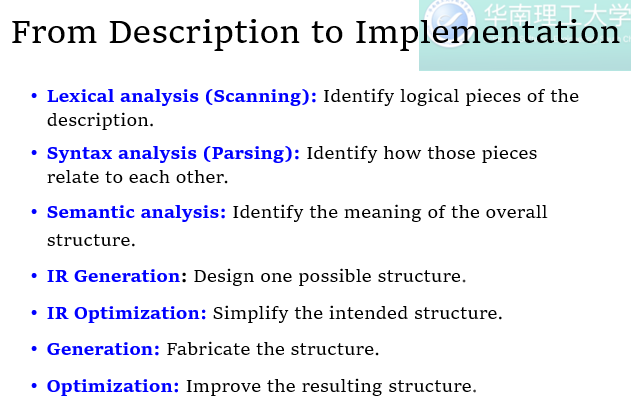 华南理工大学
From Description to Implementation
• Lexical analysis (Scanning): Identify logical pieces of the
description.
• Syntax analysis (Parsing): Identify how those pieces
relate to each other.
• Semantic analysis: Identify the meaning of the overall
structure.
• IR Generation: Design one possible structure.
• IR Optimization: Simplify the intended structure.
• Generation: Fabricate the structure.
• Optimization: Improve the resulting structure.